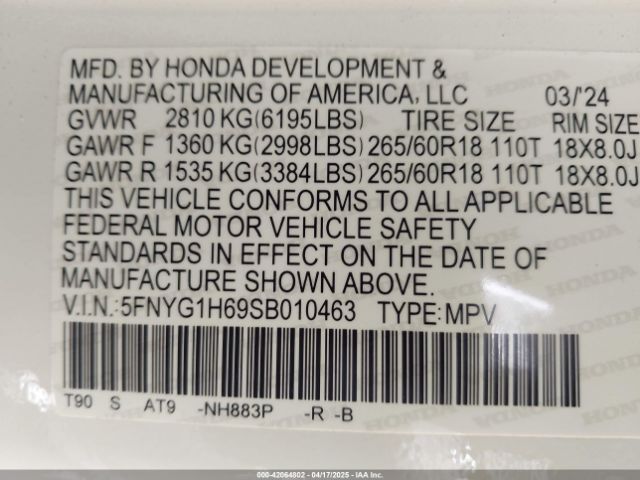 MFD. BY HONDA DEVELOPMENT &
MANUFACTURING OF AMERICA, LLC 03/'24
GVWR 2810 KG(6195LBS) TIRE SIZE RIM SIZE
GAWR F 1360 KG(2998LBS) 265/60R18 110T 18X8.0J
GAWR R 1535 KG(3384LBS) 265/60R18 110T 18X8.0J
THIS VEHICLE CONFORMS TO ALL APPLICABLE
FEDERAL MOTOR VEHICLE SAFETY
STANDARDS IN EFFECT ON THE DATE OF
MANUFACTURE SHOWN ABOVE.
V.I.N.:5FNYG1H69SB010463 TYPE:MPV
T90 S AT9 -NH883P -R -B
000-42064802 | 04/17/2025 | IAA, Inc.